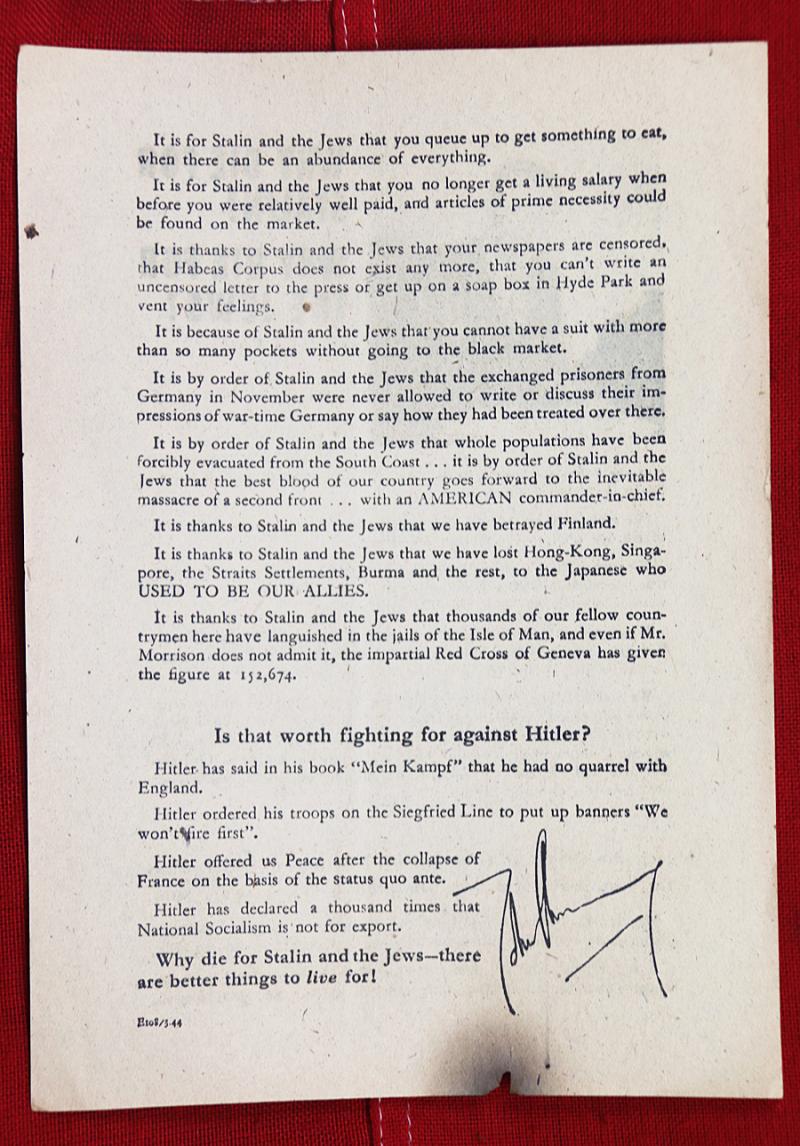 It is for Stalin and the Jews that you queue up to get something to eat,
when there can be an abundance of everything.
It is for Stalin and the Jews that you no longer get a living salary when
before you were relatively well paid, and articles of prime necessity could
be found on the market.
It is thanks to Stalin and the Jews that your newspapers are censored,
that Habeas Corpus does not exist any more, that you can't write an
uncensored letter to the press or get up on a soap box in Hyde Park and
vent your feelings.
It is because of Stalin and the Jews that you cannot have a suit with more
than so many pockets without going to the black market.
It is by order of Stalin and the Jews that the exchanged prisoners from
Germany in November were never allowed to write or discuss their im-
pressions of war-time Germany or say how they had been treated over there.
It is by order of Stalin and the Jews that whole populations have been
forcibly evacuated from the South Coast ... it is by order of Stalin and the
Jews that the best blood of our country goes forward to the inevitable
massacre of a second front ... with an AMERICAN commander-in-chief.
It is thanks to Stalin and the Jews that we have betrayed Finland.
It is thanks to Stalin and the Jews that we have lost Hong-Kong, Singa-
pore, the Straits Settlements, Burma and the rest, to the Japanese who
USED TO BE OUR ALLIES.
It is thanks to Stalin and the Jews that thousands of our fellow coun-
trymen here have languished in the jails of the Isle of Man, and even if Mr.
Morrison does not admit it, the impartial Red Cross of Geneva has given
the figure at 152,674.
Is that worth fighting for against Hitler?
Hitler has said in his book "Mein Kampf" that he had no quarrel with
England.
Hitler ordered his troops on the Siegfried Line to put up banners "We
won't fire first".
Hitler offered us Peace after the collapse of
France on the basis of the status quo ante.
Hitler has declared a thousand times that
National Socialism is not for export.
Why die for Stalin and the Jews—there
are better things to live for!
E108/3-44